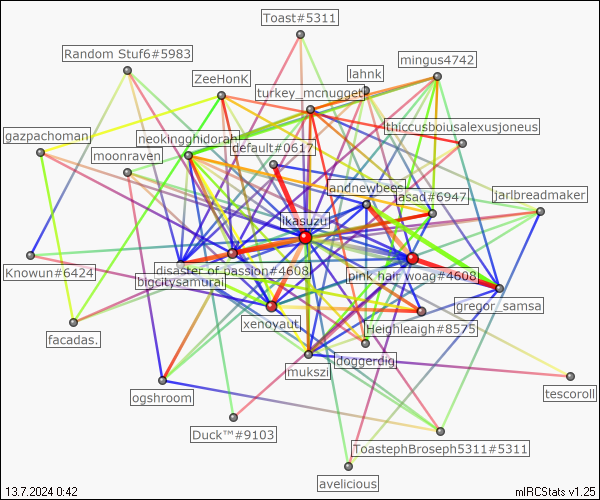 Toast#5311
Random Stuf6#5983
mingus4742
ZeeHonK
lahnk
turkey_mcnugget
thiccusboiusalexusjoneus
gazpachoman
neokingghidorah
default#0617
moonraven
andnewbees
jasad#6947
jarlbreadmaker
ikasuzu
Knowun#6424
disaster of passion#4608
pink hair woag#4608
bigcitysamurai
gregor_samsa
xenoyaut
Heighleigh#8575
facadas.
doggerdig
mukszi
tescoroll
ogshroom
Duck™#9103
ToastephBroseph5311#5311
avelicious
13.7.2024 0:42
mIRCStats v1.25